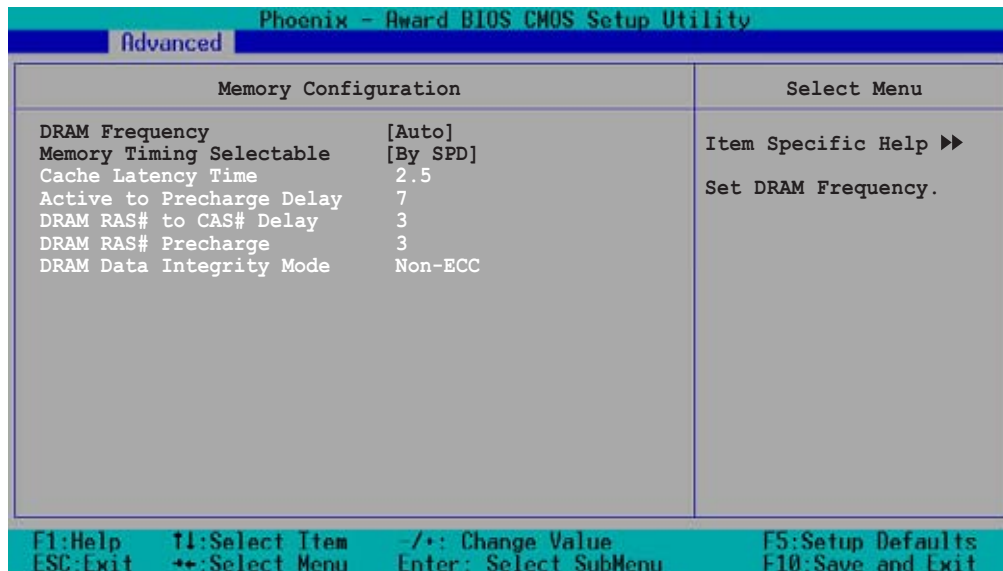 Phoenix - Award BIOS CMOS Setup Utility
Advanced
Memory Configuration
Select Menu
DRAM Frequency [Auto]
Memory Timing Selectable [By SPD]
Cache Latency Time 2.5
Active to Precharge Delay 7
DRAM RAS# to CAS# Delay 3
DRAM RAS# Precharge 3
DRAM Data Integrity Mode Non-ECC
Item Specific Help ▶▶
Set DRAM Frequency.
F1:Help ↑↓:Select Item -/+: Change Value F5:Setup Defaults
ESC:Exit →←:Select Menu Enter: Select SubMenu F10:Save and Exit